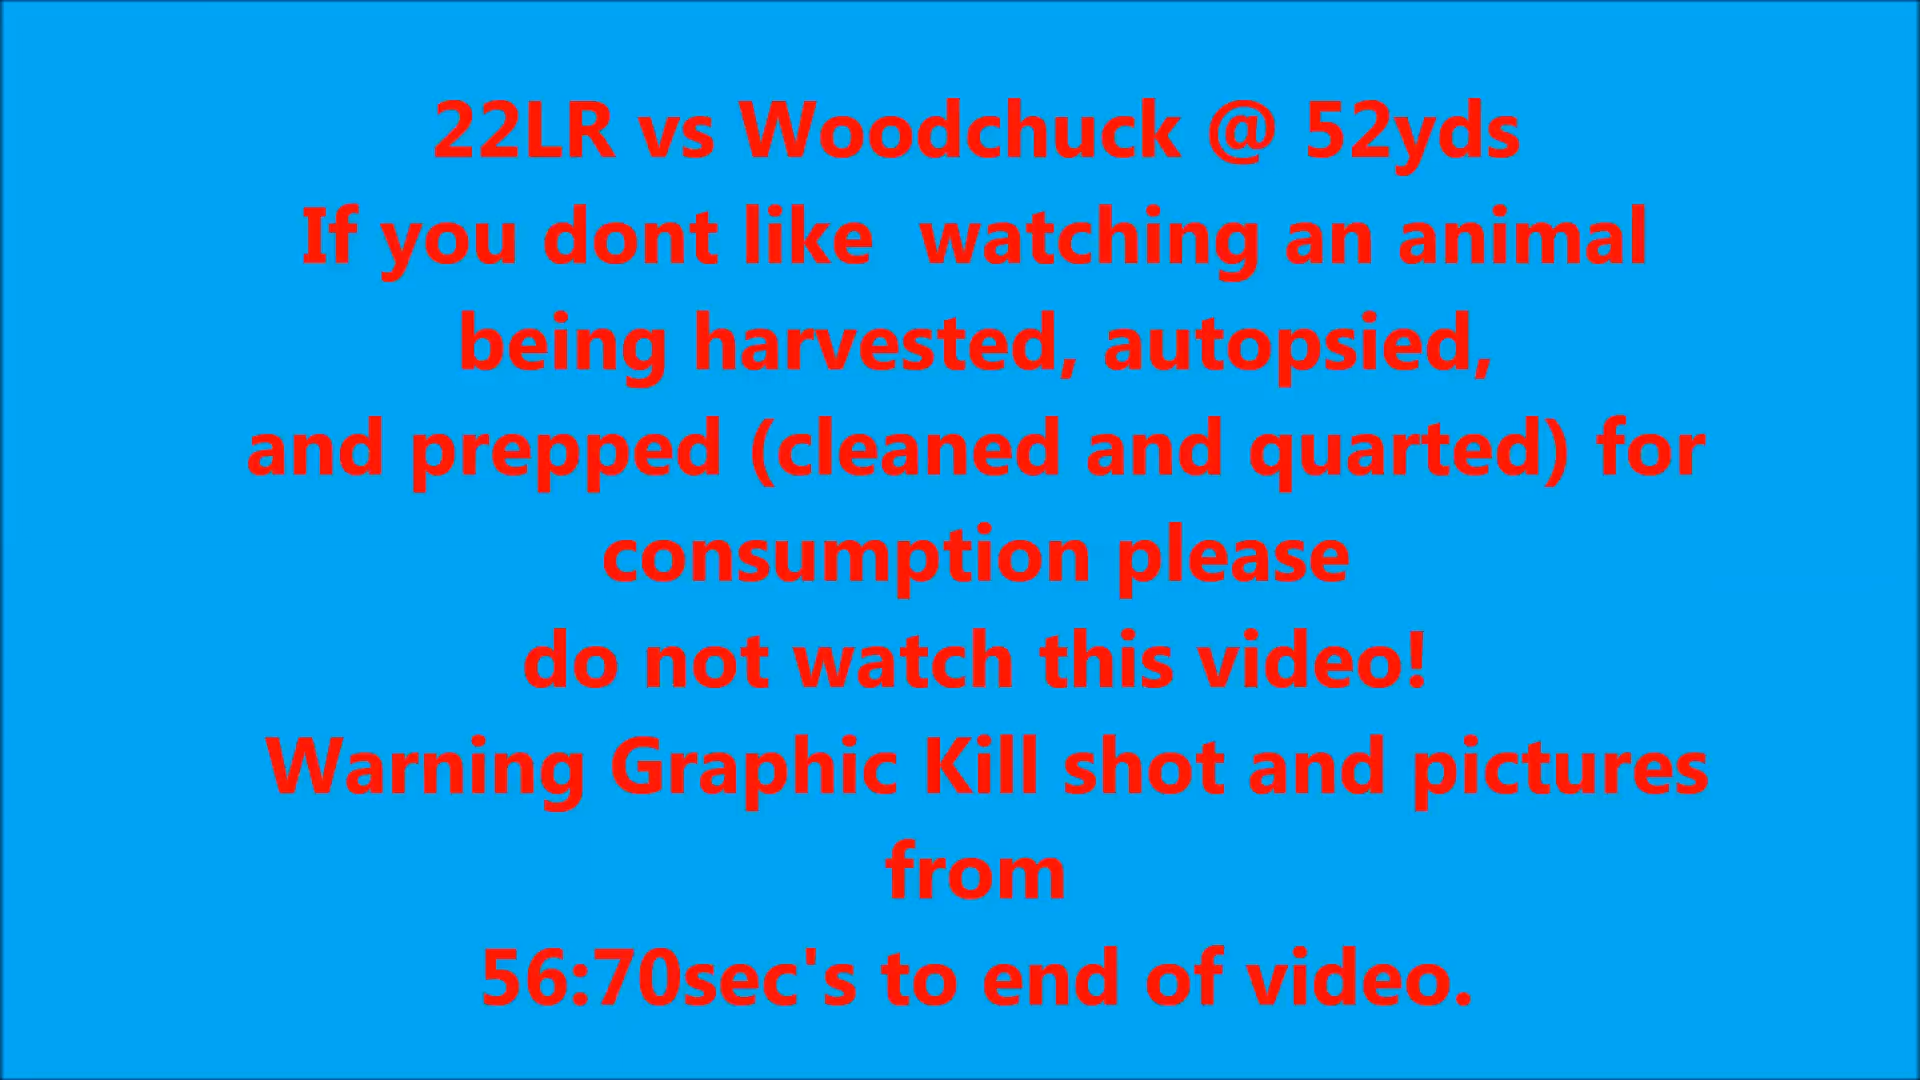 22LR vs Woodchuck @ 52yds
If you dont like  watching an animal
being harvested, autopsied,
and prepped (cleaned and quarted) for
consumption please
do not watch this video!
Warning Graphic Kill shot and pictures
from
56:70sec's to end of video.